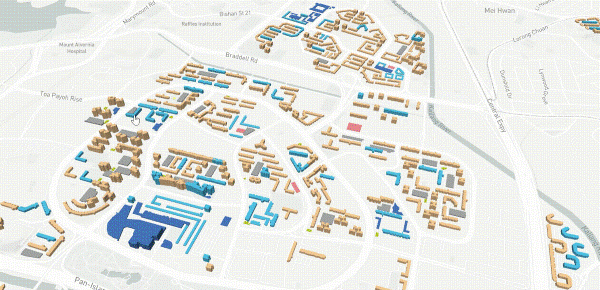 Marymount Rd
Bishan St 21
Raffles Institution
Mei Hwan
Lorong Chuan
Mount Alvernia
Hospital
Braddell Rd
Toa Payoh Rise
Central Expy
Pan-Isla